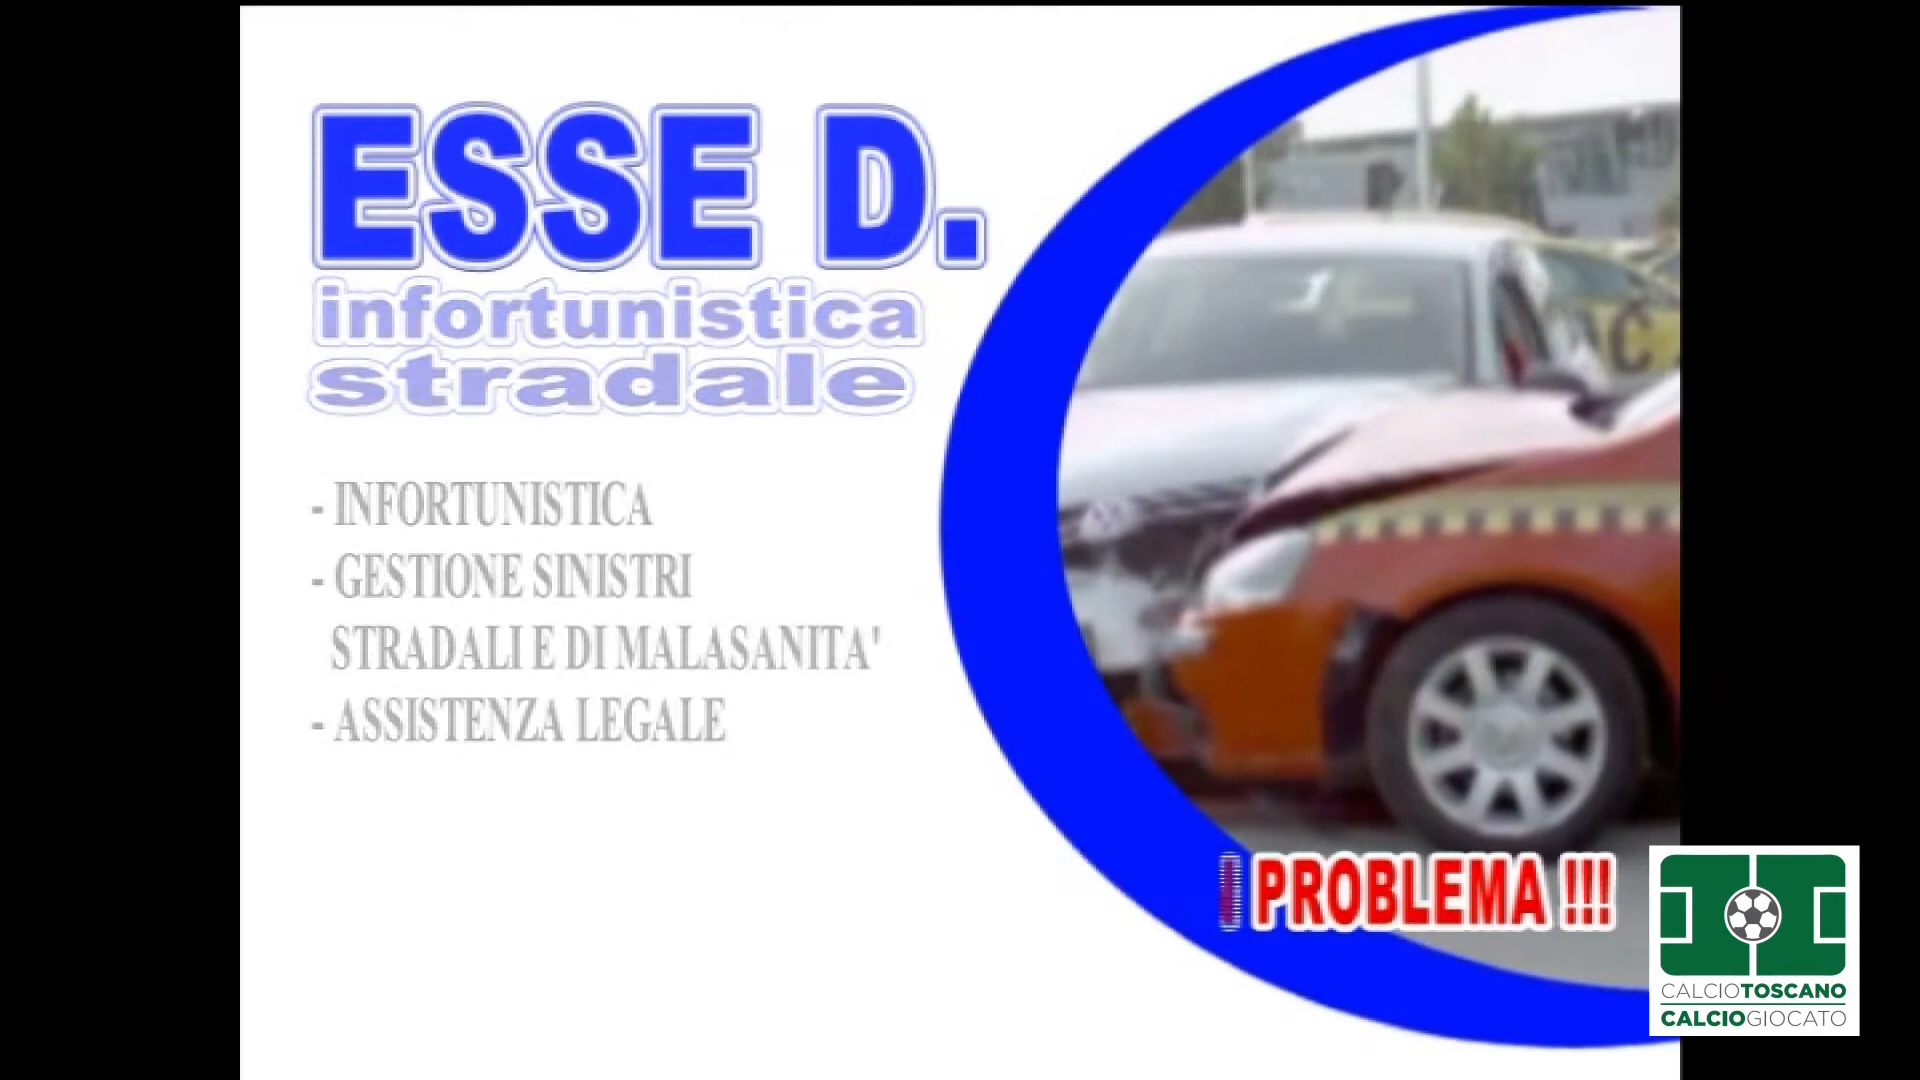 ESSE D.
infortunistica
stradale
- INFORTUNISTICA
- GESTIONE SINISTRI
STRADALI E DI MALASANITA'
- ASSISTENZA LEGALE
PROBLEMA !!!
CALCIOTOSCANO
CALCIOGIOCATO